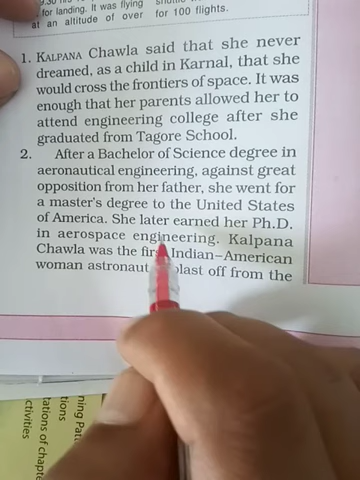 for landing. It was flying
at an altitude of over
for 100 flights.
1. KALPANA Chawla said that she never
dreamed, as a child in Karnal, that she
would cross the frontiers of space. It was
enough that her parents allowed her to
attend engineering college after she
graduated from Tagore School.
2. After a Bachelor of Science degree in
aeronautical engineering, against great
opposition from her father, she went for
a master's degree to the United States
of America. She later earned her Ph.D.
in aerospace engineering. Kalpana
Chawla was the first Indian–American
woman astronaut blast off from the
ning
tions
ations of
ctivities